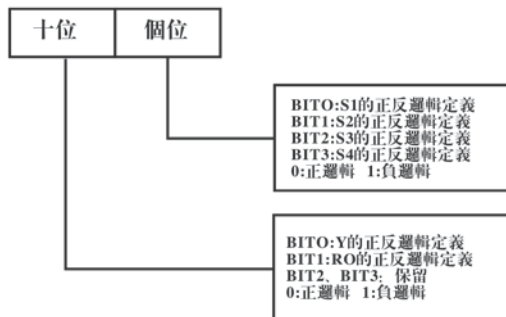 十位 個位
BITO:S1的正反邏輯定義
BIT1:S2的正反邏輯定義
BIT2:S3的正反邏輯定義
BIT3:S4的正反邏輯定義
0:正邏輯 1:負邏輯
BITO:Y的正反邏輯定義
BIT1:RO的正反邏輯定義
BIT2、BIT3：保留
0:正邏輯 1:負邏輯